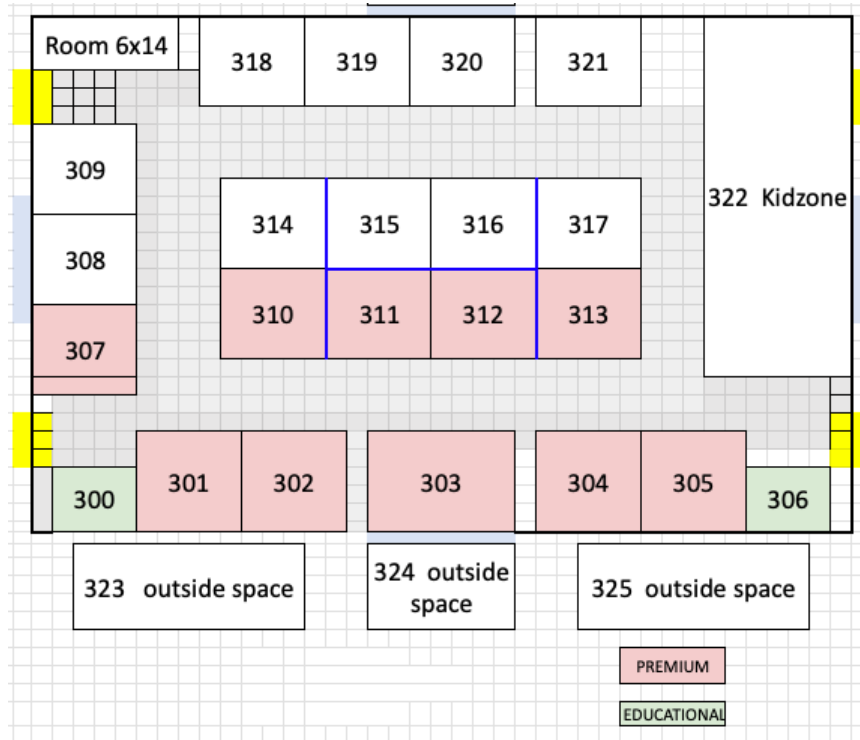 Room 6x14
318
319
320
321
309
322 Kidzone
314
315
316
317
308
310
311
312
313
307
301
302
303
304
305
300
306
323 outside space
324 outside
space
325 outside space
PREMIUM
EDUCATIONAL